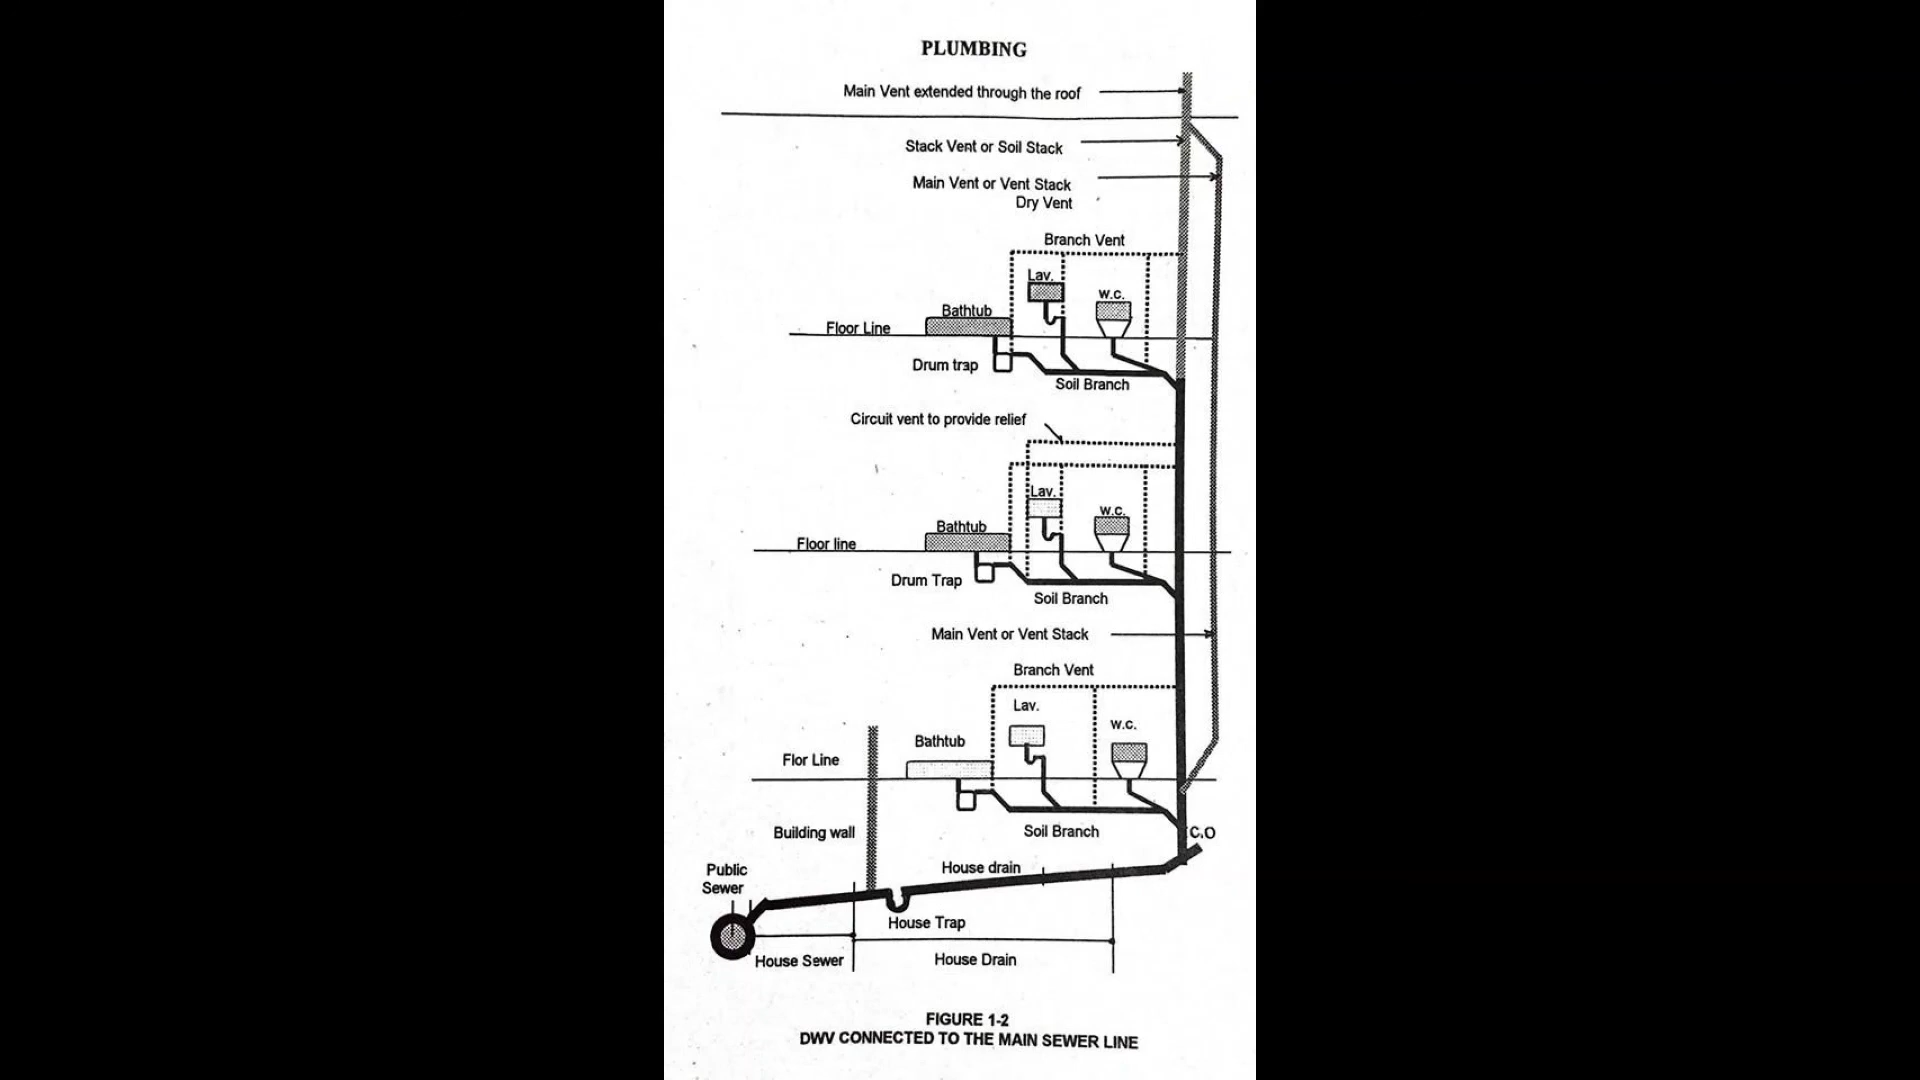 PLUMBING
Main Vent extended through the roof
Stack Vent or Soil Stack
Main Vent or Vent Stack
Dry Vent
Branch Vent
Lav.
W.C.
Bathtub
Floor Line
Drum trap
Soil Branch
Circuit vent to provide relief
Lav.
W.C.
Bathtub
Floor line
Drum Trap
Soil Branch
Main Vent or Vent Stack
Branch Vent
Lav.
W.C.
Bathtub
Flor Line
Building wall
Soil Branch
C.O
House drain
Public
Sewer
House Trap
House Sewer
House Drain
FIGURE 1-2
DWV CONNECTED TO THE MAIN SEWER LINE